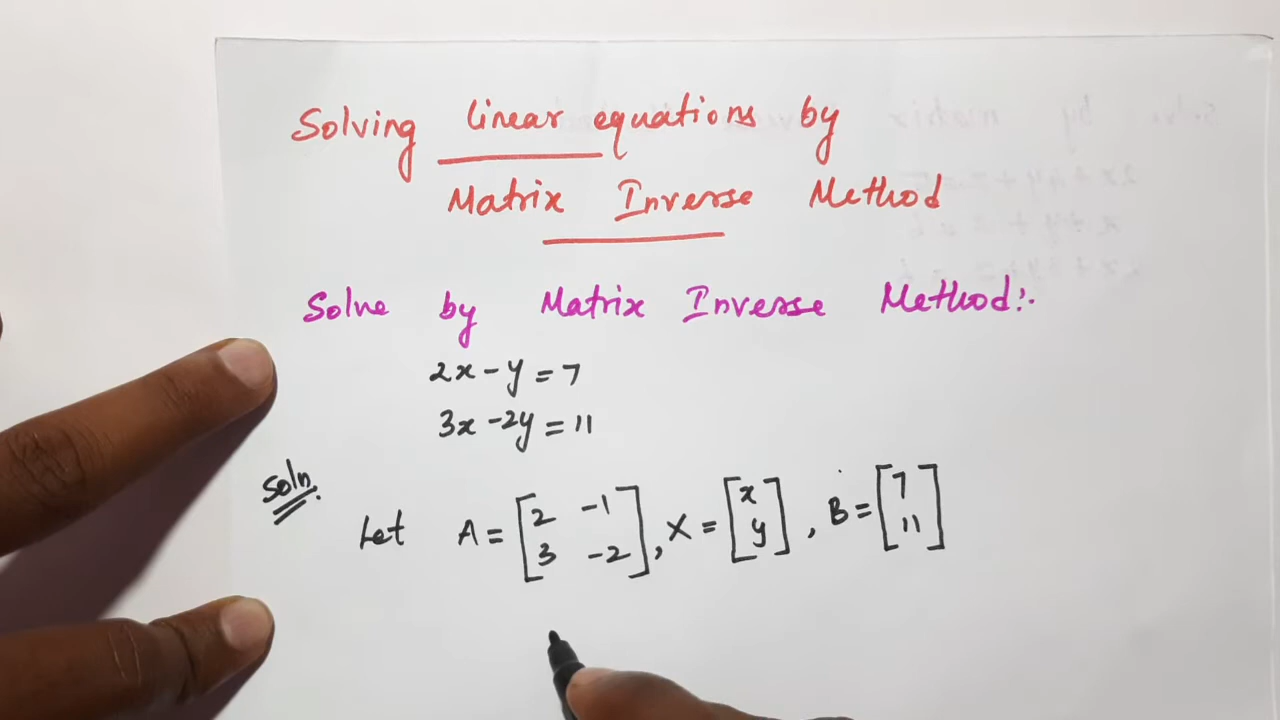 Solving linear equations by
Matrix Inverse Method
Solve by Matrix Inverse Method:-
2x - y = 7
3x - 2y = 11
Soln.
Let A = [2 -1
3 -2], X = [x
y], B = [7
11]